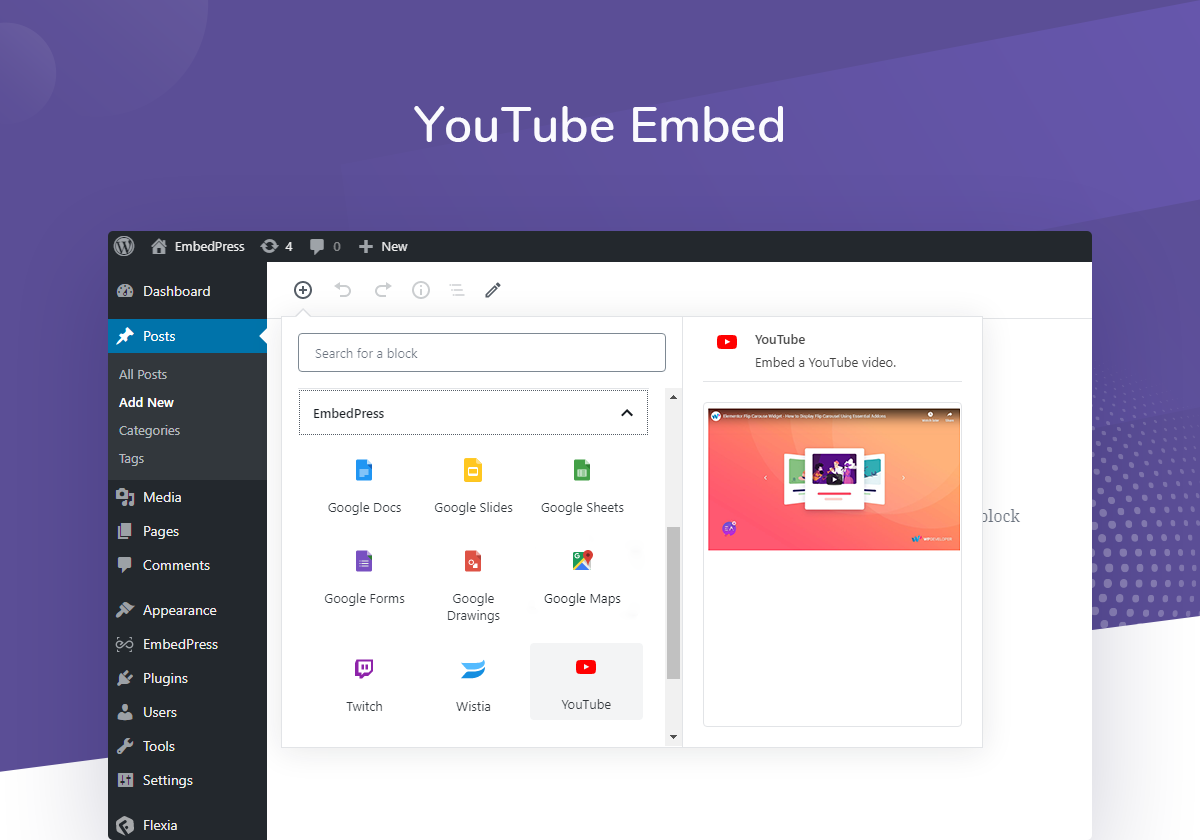 YouTube Embed
EmbedPress 4 0 New
Dashboard
Posts
All Posts
Add New
Categories
Tags
Media
Pages
Comments
Appearance
EmbedPress
Plugins
Users
Tools
Settings
Flexia
Search for a block
EmbedPress
Google Docs
Google Slides
Google Sheets
Google Forms
Google
Drawings
Google Maps
Twitch
Wistia
YouTube
YouTube
Embed a YouTube video.
Elementor Flip Carousel Widget - How to Display Flip Carousel Using Essential Addons
EA
WPDEVELOPER
block